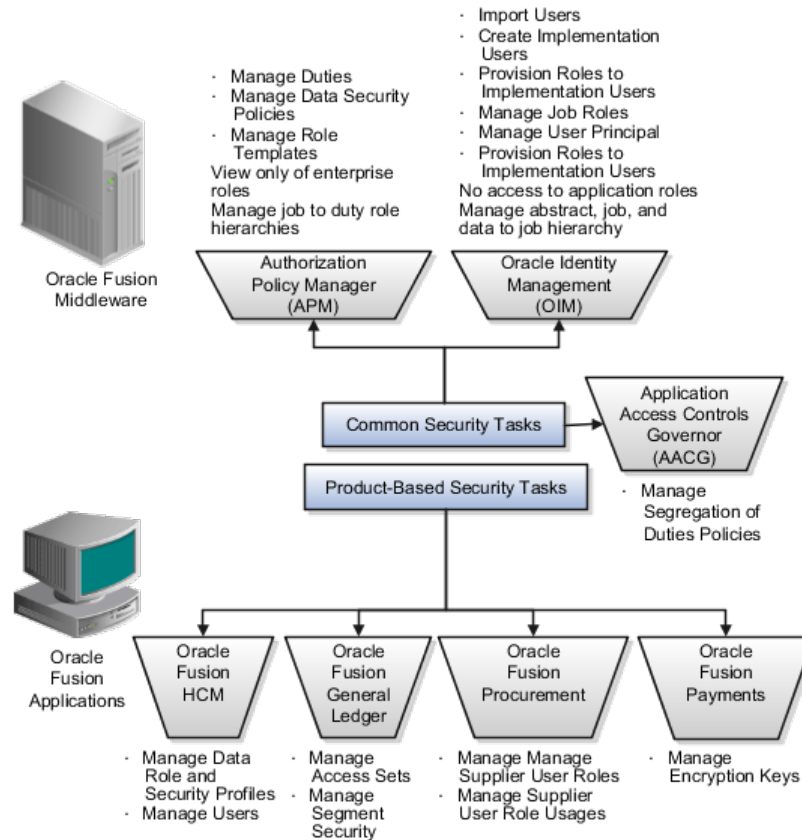 · Manage Duties
· Manage Data Security
Policies
· Manage Role
Templates
View only of enterprise
roles
Manage job to duty role
hierarchies
· Import Users
· Create Implementation
Users
· Provision Roles to
Implementation Users
· Manage Job Roles
· Manage User Principal
· Provision Roles to
Implementation Users
No access to application roles
Manage abstract, job, and
data to job hierarchy
Oracle Fusion
Middleware
Authorization
Policy Manager
(APM)
Oracle Identity
Management
(OIM)
Common Security Tasks
Application
Access Controls
Governor
(AACG)
· Manage
Segregation of
Duties Policies
Product-Based Security Tasks
Oracle
Fusion
Applications
Oracle
Fusion
HCM
Oracle
Fusion
General
Ledger
Oracle
Fusion
Procurement
Oracle
Fusion
Payments
· Manage Data
Role and
Security Profiles
· Manage Users
· Manage
Access Sets
· Manage
Segment
Security
· Manage Manage
Supplier User Roles
· Manage Supplier
User Role Usages
· Manage
Encryption Keys